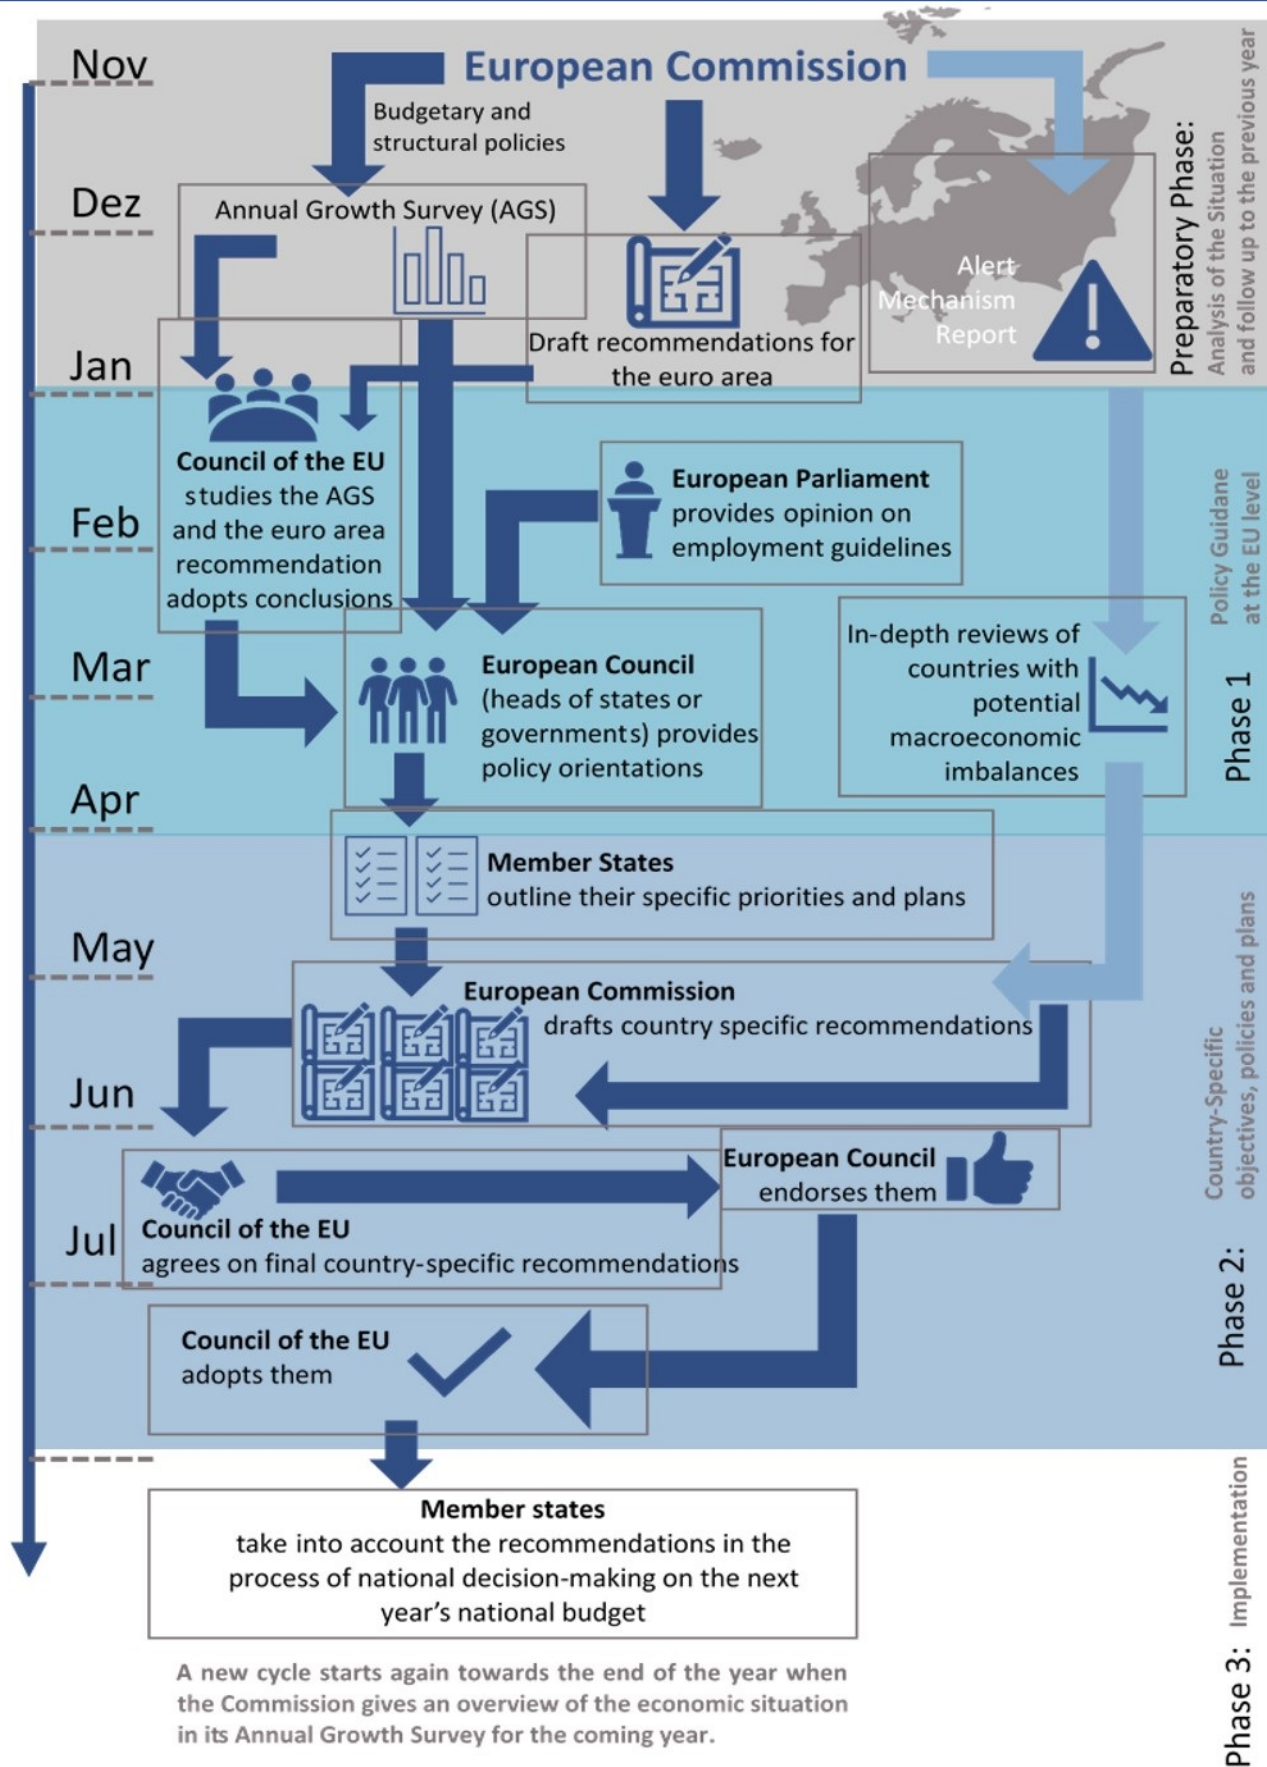 Nov
European Commission
Budgetary and
structural policies
Dez
Annual Growth Survey (AGS)
Alert
Mechanism
Report
Draft recommendations for
the euro area
Preparatory Phase:
Analysis of the Situation
and follow up to the previous year
Jan
Council of the EU
studies the AGS
and the euro area
recommendation
adopts conclusions
European Parliament
provides opinion on
employment guidelines
Feb
Policy Guidane
at the EU level
Phase 1
Mar
European Council
(heads of states or
governments) provides
policy orientations
In-depth reviews of
countries with
potential
macroeconomic
imbalances
Apr
Member States
outline their specific priorities and plans
May
European Commission
drafts country specific recommendations
Country-Specific
objectives, policies and plans
Phase 2:
Jun
European Council
endorses them
Jul
Council of the EU
agrees on final country-specific recommendations
Council of the EU
adopts them
Member states
take into account the recommendations in the
process of national decision-making on the next
year's national budget
Phase 3: Implementation
A new cycle starts again towards the end of the year when
the Commission gives an overview of the economic situation
in its Annual Growth Survey for the coming year.